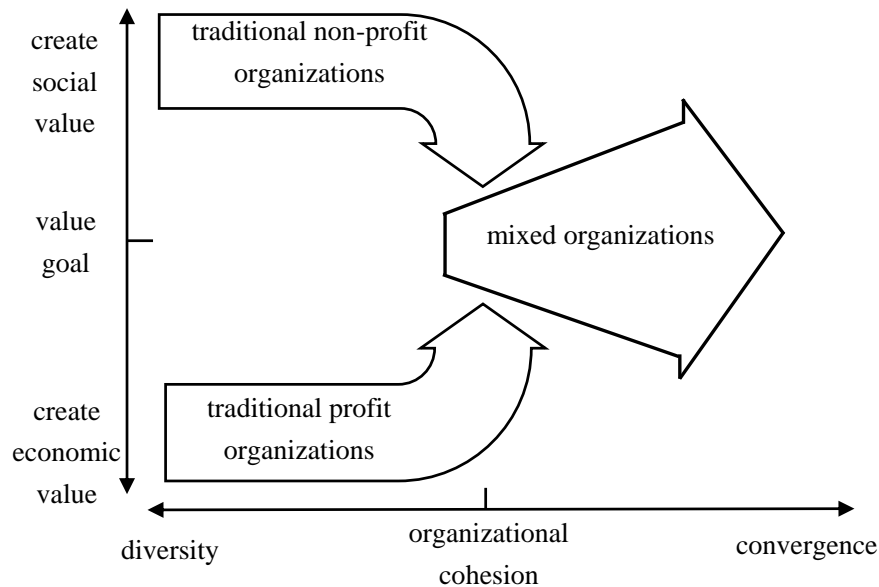 create
social
value
traditional non-profit
organizations
value
goal
mixed organizations
create
economic
value
traditional profit
organizations
diversity
organizational
cohesion
convergence